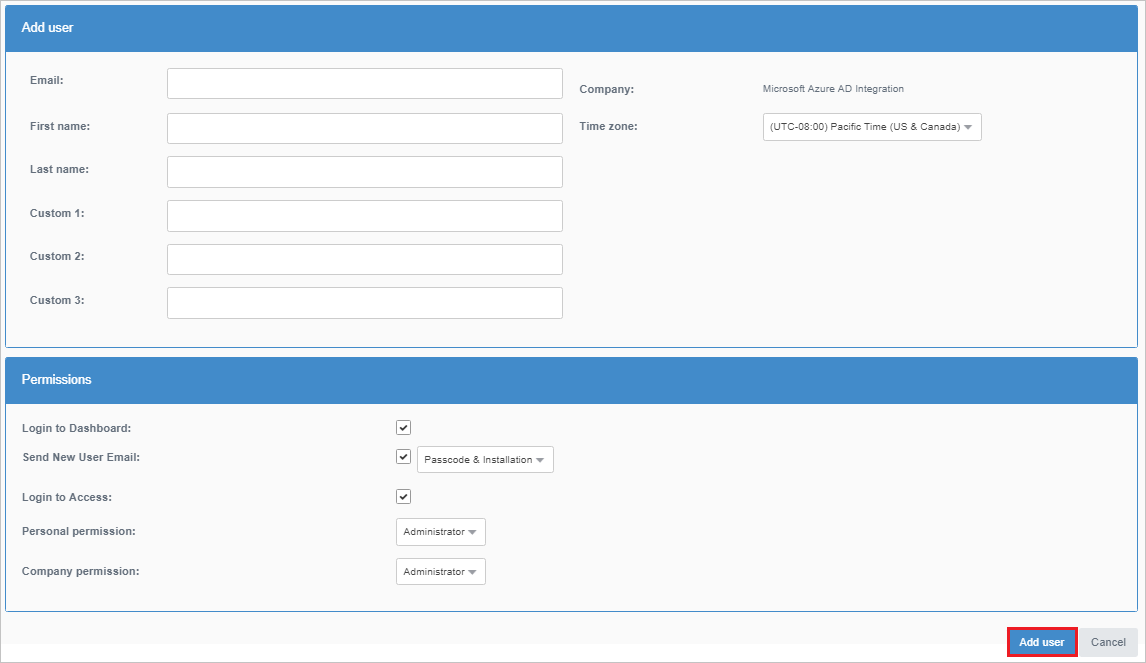 Add user
Email:
Company:
Microsoft Azure AD Integration
First name:
Time zone:
(UTC-08:00) Pacific Time (US & Canada)
Last name:
Custom 1:
Custom 2:
Custom 3:
Permissions
Login to Dashboard:
Send New User Email:
Passcode & Installation
Login to Access:
Personal permission:
Administrator
Company permission:
Administrator
Add user
Cancel